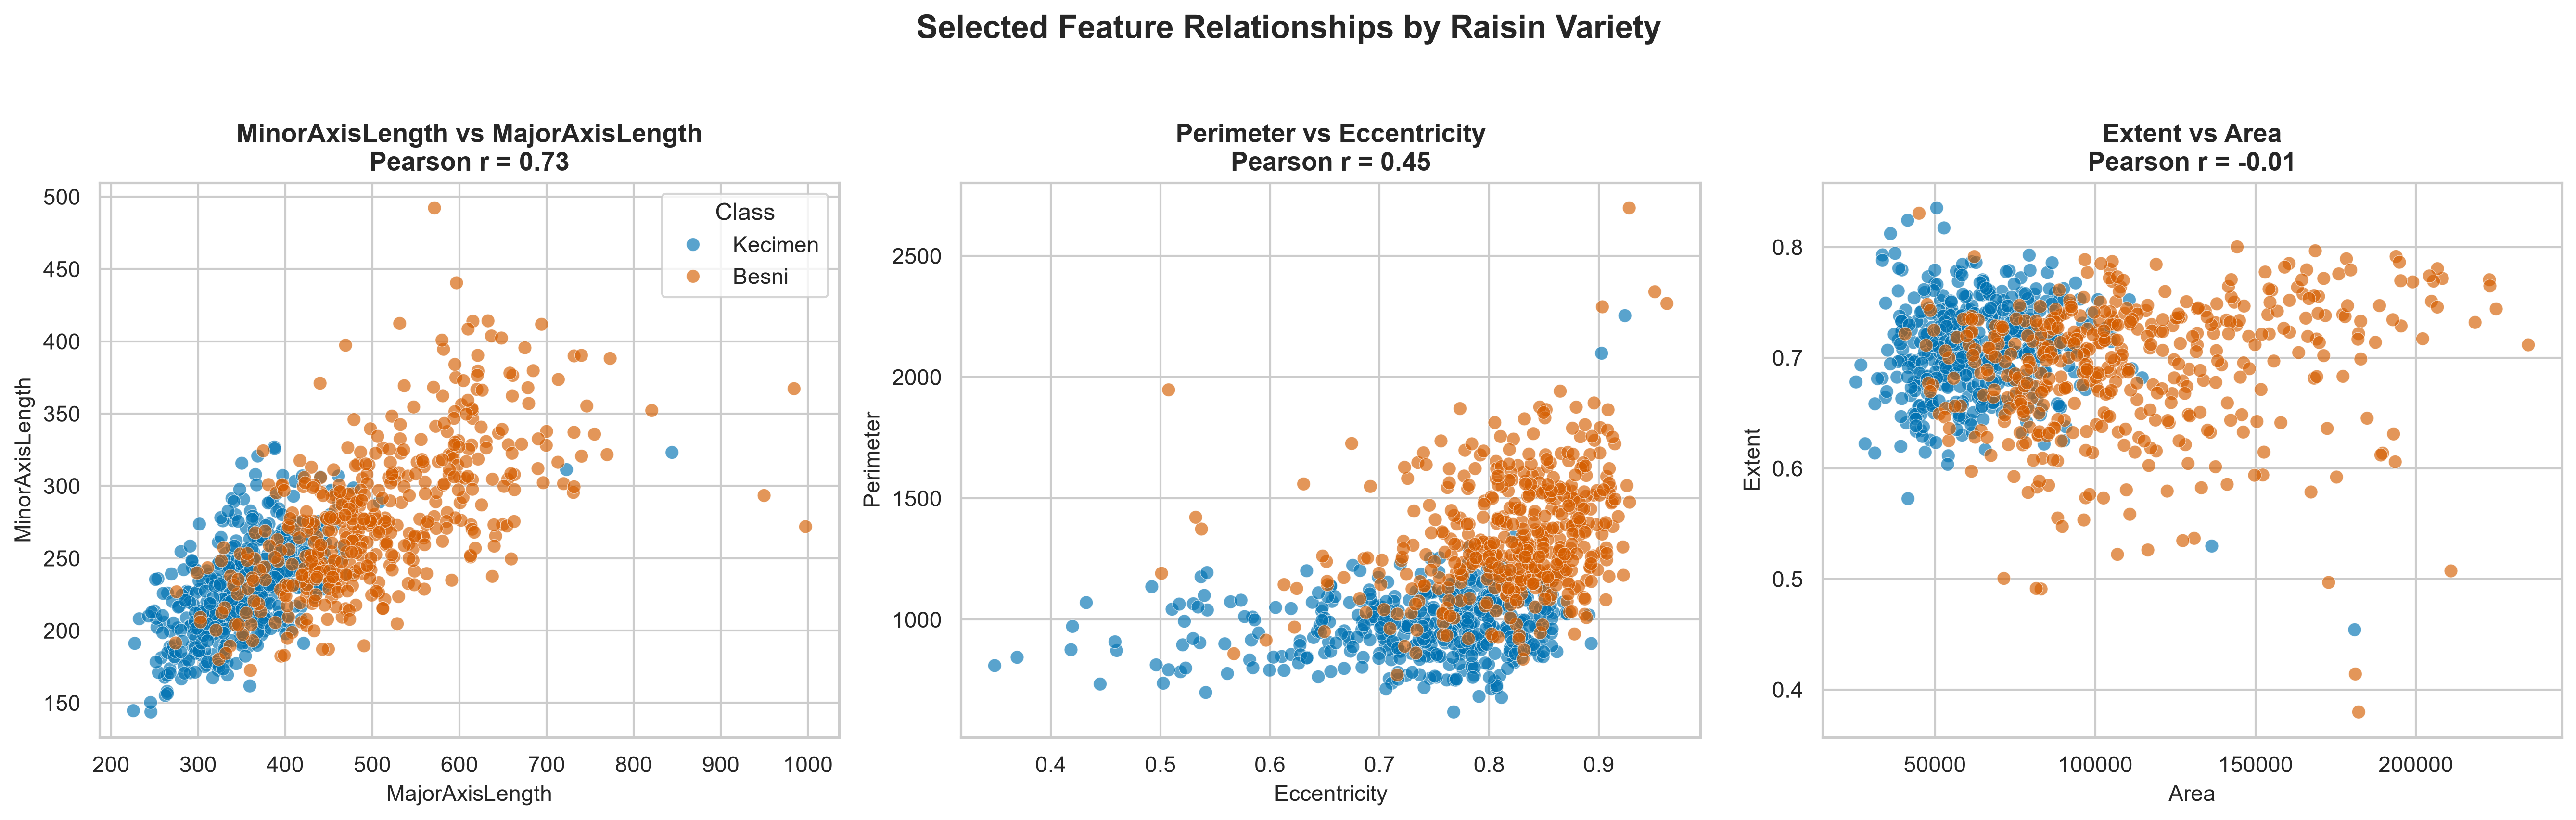 Selected Feature Relationships by Raisin Variety
MinorAxisLength vs MajorAxisLength
Pearson r = 0.73
500
450
400
350
300
250
200
150
MinorAxisLength
200 300 400 500 600 700 800 900 1000
MajorAxisLength
Class
Kecimen
Besni
Perimeter vs Eccentricity
Pearson r = 0.45
2500
2000
1500
1000
Perimeter
0.4 0.5 0.6 0.7 0.8 0.9
Eccentricity
Extent vs Area
Pearson r = -0.01
0.8
0.7
0.6
0.5
0.4
Extent
50000 100000 150000 200000
Area